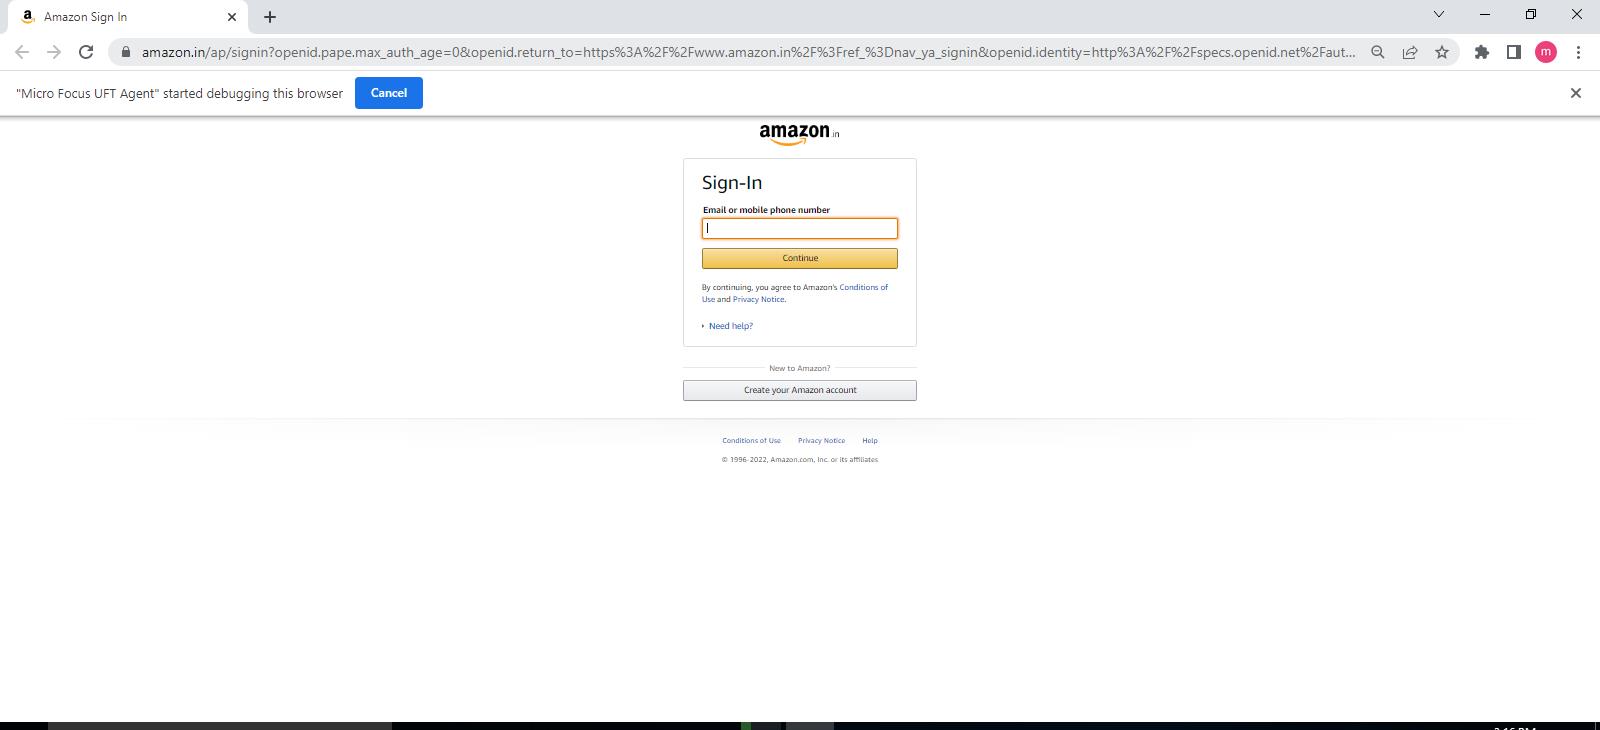 Amazon Sign In
amazon.in/ap/signin?openid.pape.max_auth_age=0&openid.return_to=https%3A%2F%2Fwww.amazon.in%2F%3Fref_%3Dnav_ya_signin&openid.identity=http%3A%2F%2Fspecs.openid.net%2Faut...
m
"Micro Focus UFT Agent" started debugging this browser
Cancel
amazon.in
Sign-In
Email or mobile phone number
Continue
By continuing, you agree to Amazon's Conditions of
Use and Privacy Notice.
Need help?
New to Amazon?
Create your Amazon account
Conditions of Use Privacy Notice Help
© 1996-2022, Amazon.com, Inc. or its affiliates